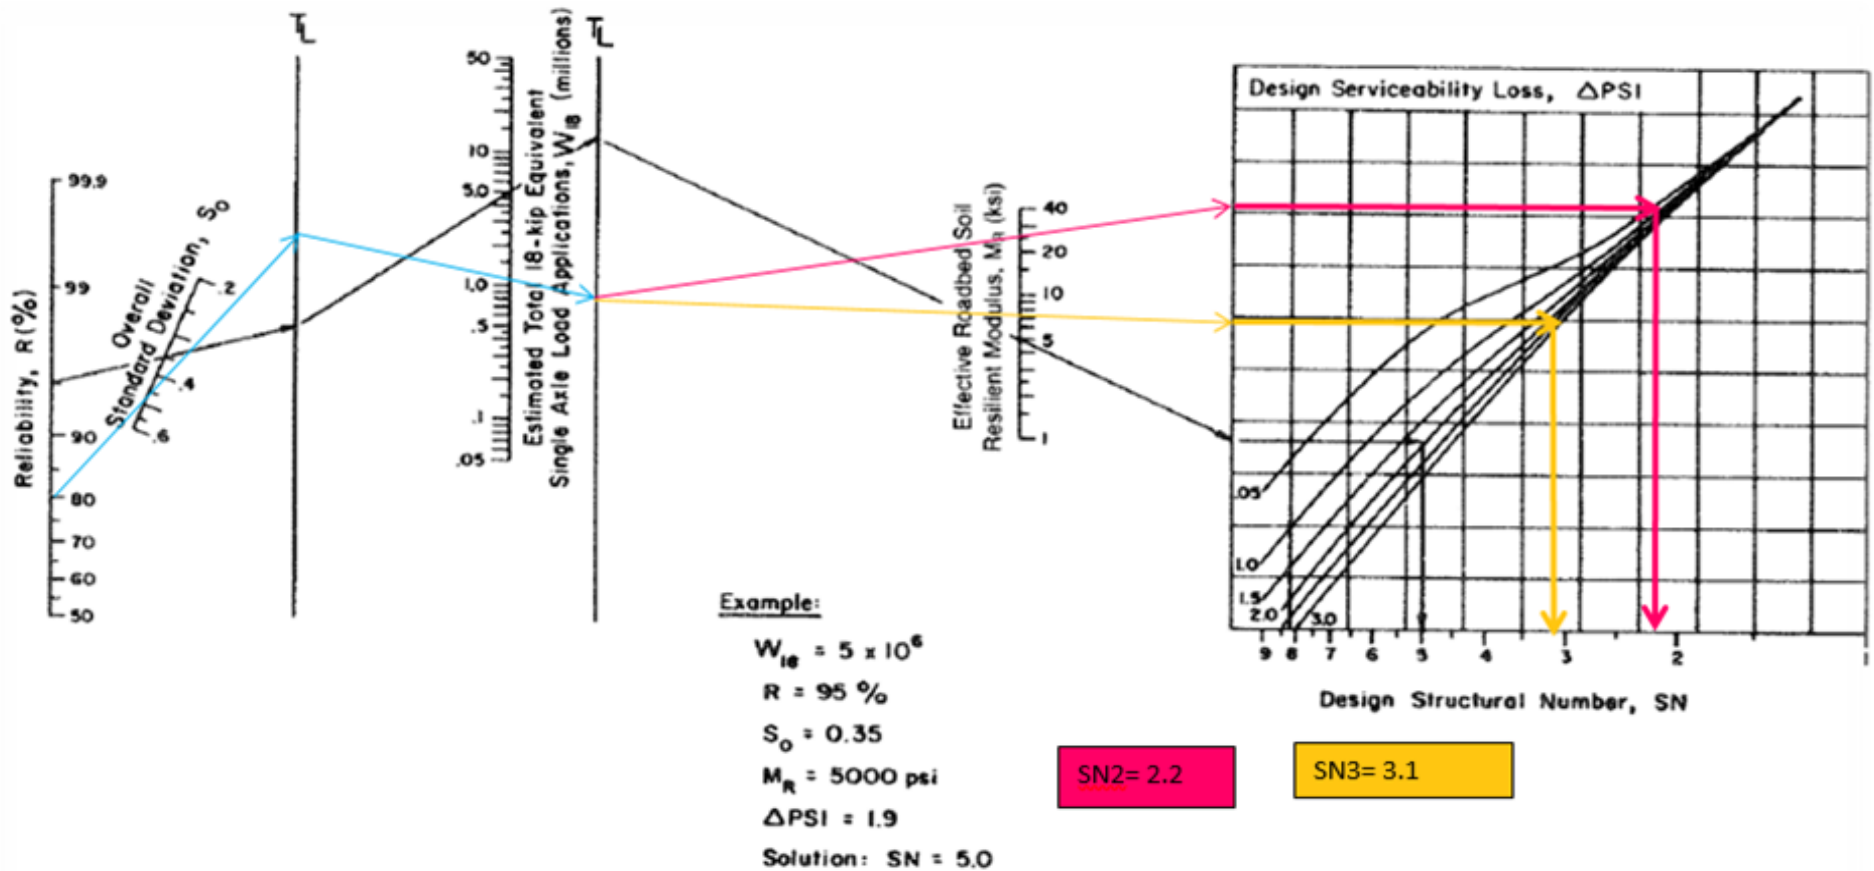 TL
TL
Reliability, R (%)
99.9
99
90
80
70
60
50
Overall
Standard Deviation, So
.2
.4
.6
Estimated Total 18-kip Equivalent
Single Axle Load Applications, W18 (millions)
50
10
5.0
1.0
.5
.1
.05
Effective Roadbed Soil
Resilient Modulus, MR (ksi)
40
20
10
5
1
Design Serviceability Loss, ΔPSI
.05
1.0
1.5
2.0
3.0
9 8 7 6 5 4 3 2 1
Design Structural Number, SN
Example:
W18 = 5 x 10⁶
R = 95 %
So = 0.35
MR = 5000 psi
ΔPSI = 1.9
Solution: SN = 5.0
SN2= 2.2
SN3= 3.1